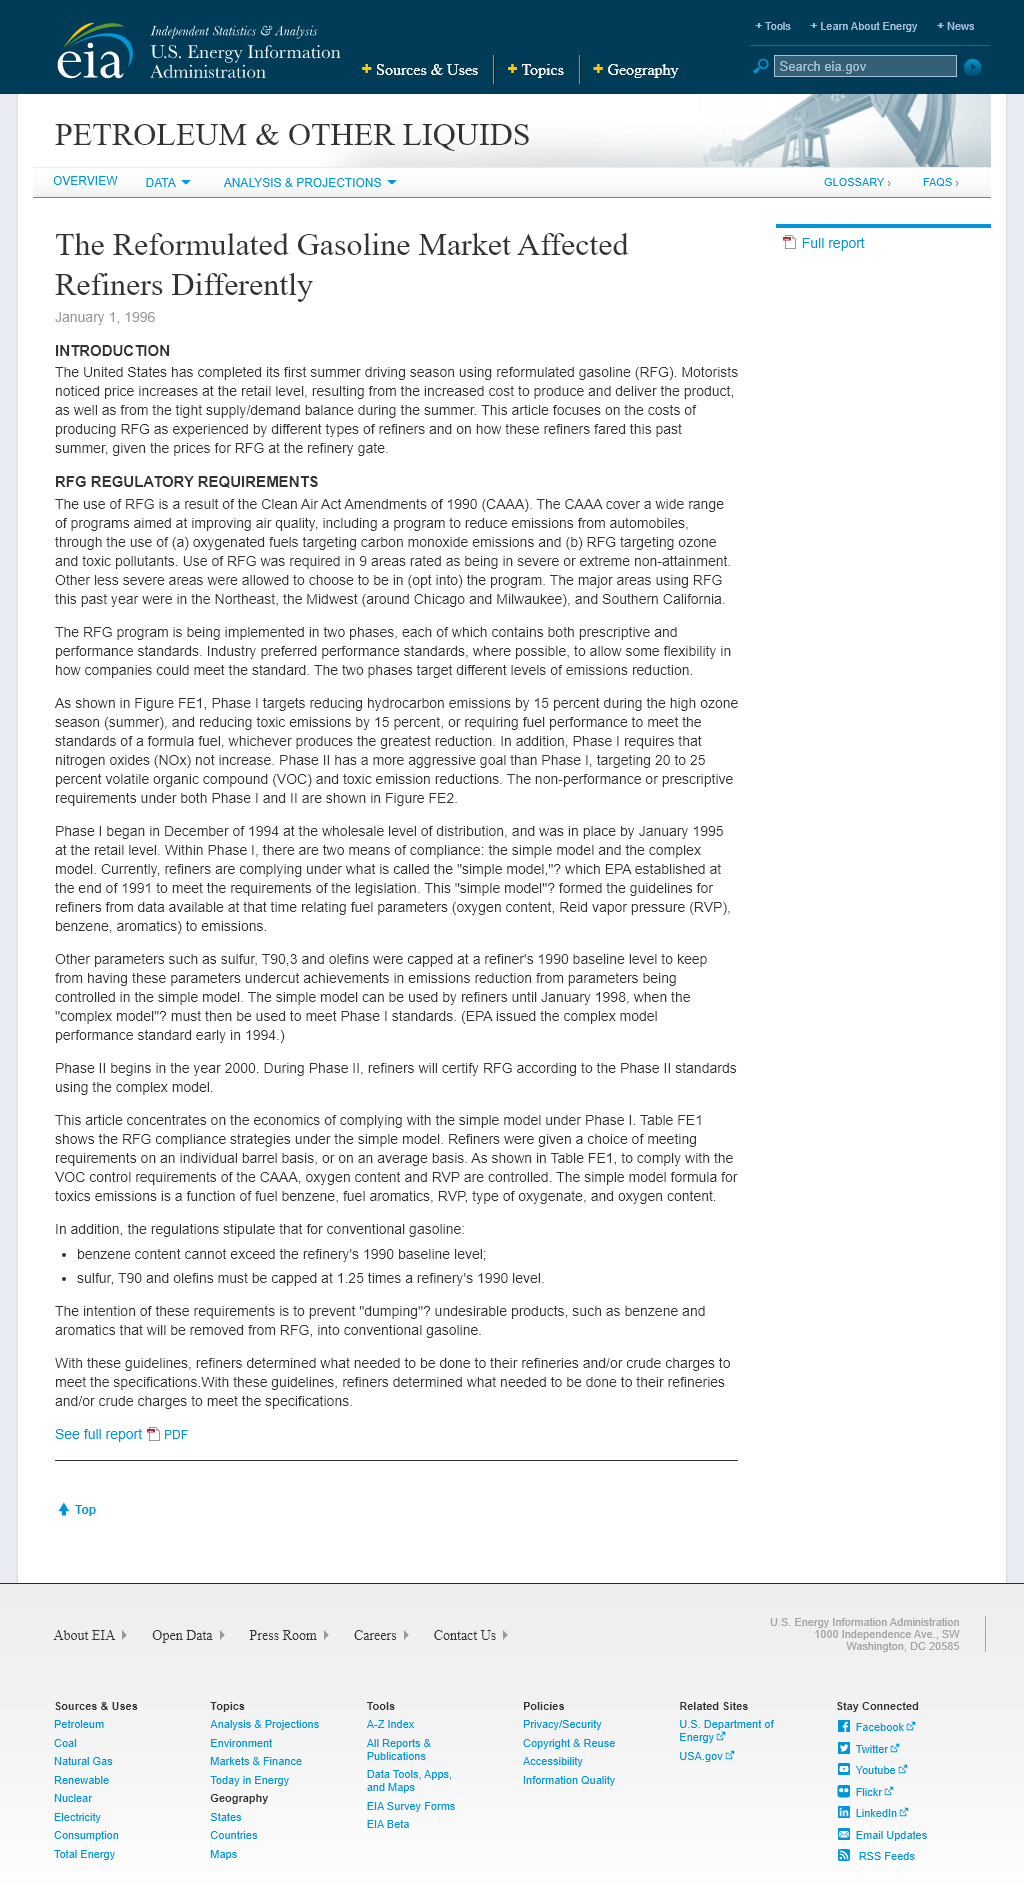 Independent Statistics & Analysis
eia
U.S. Energy Information
Administration
+ Sources & Uses
+ Topics
+ Geography
+ Tools
+ Learn About Energy
+ News
Search eia.gov
PETROLEUM & OTHER LIQUIDS
OVERVIEW
DATA
ANALYSIS & PROJECTIONS
GLOSSARY ›
FAQS ›
The Reformulated Gasoline Market Affected
Refiners Differently
January 1, 1996
Full report
INTRODUCTION
The United States has completed its first summer driving season using reformulated gasoline (RFG). Motorists
noticed price increases at the retail level, resulting from the increased cost to produce and deliver the product,
as well as from the tight supply/demand balance during the summer. This article focuses on the costs of
producing RFG as experienced by different types of refiners and on how these refiners fared this past
summer, given the prices for RFG at the refinery gate.
RFG REGULATORY REQUIREMENTS
The use of RFG is a result of the Clean Air Act Amendments of 1990 (CAAA). The CAAA cover a wide range
of programs aimed at improving air quality, including a program to reduce emissions from automobiles,
through the use of (a) oxygenated fuels targeting carbon monoxide emissions and (b) RFG targeting ozone
and toxic pollutants. Use of RFG was required in 9 areas rated as being in severe or extreme non-attainment.
Other less severe areas were allowed to choose to be in (opt into) the program. The major areas using RFG
this past year were in the Northeast, the Midwest (around Chicago and Milwaukee), and Southern California.
The RFG program is being implemented in two phases, each of which contains both prescriptive and
performance standards. Industry preferred performance standards, where possible, to allow some flexibility in
how companies could meet the standard. The two phases target different levels of emissions reduction.
As shown in Figure FE1, Phase I targets reducing hydrocarbon emissions by 15 percent during the high ozone
season (summer), and reducing toxic emissions by 15 percent, or requiring fuel performance to meet the
standards of a formula fuel, whichever produces the greatest reduction. In addition, Phase I requires that
nitrogen oxides (NOx) not increase. Phase II has a more aggressive goal than Phase I, targeting 20 to 25
percent volatile organic compound (VOC) and toxic emission reductions. The non-performance or prescriptive
requirements under both Phase I and II are shown in Figure FE2.
Phase I began in December of 1994 at the wholesale level of distribution, and was in place by January 1995
at the retail level. Within Phase I, there are two means of compliance: the simple model and the complex
model. Currently, refiners are complying under what is called the "simple model,"? which EPA established at
the end of 1991 to meet the requirements of the legislation. This "simple model"? formed the guidelines for
refiners from data available at that time relating fuel parameters (oxygen content, Reid vapor pressure (RVP),
benzene, aromatics) to emissions.
Other parameters such as sulfur, T90,3 and olefins were capped at a refiner's 1990 baseline level to keep
from having these parameters undercut achievements in emissions reduction from parameters being
controlled in the simple model. The simple model can be used by refiners until January 1998, when the
"complex model"? must then be used to meet Phase I standards. (EPA issued the complex model
performance standard early in 1994.)
Phase II begins in the year 2000. During Phase II, refiners will certify RFG according to the Phase II standards
using the complex model.
This article concentrates on the economics of complying with the simple model under Phase I. Table FE1
shows the RFG compliance strategies under the simple model. Refiners were given a choice of meeting
requirements on an individual barrel basis, or on an average basis. As shown in Table FE1, to comply with the
VOC control requirements of the CAAA, oxygen content and RVP are controlled. The simple model formula for
toxics emissions is a function of fuel benzene, fuel aromatics, RVP, type of oxygenate, and oxygen content.
In addition, the regulations stipulate that for conventional gasoline:
• benzene content cannot exceed the refinery's 1990 baseline level;
• sulfur, T90 and olefins must be capped at 1.25 times a refinery's 1990 level.
The intention of these requirements is to prevent "dumping"? undesirable products, such as benzene and
aromatics that will be removed from RFG, into conventional gasoline.
With these guidelines, refiners determined what needed to be done to their refineries and/or crude charges to
meet the specifications.With these guidelines, refiners determined what needed to be done to their refineries
and/or crude charges to meet the specifications.
See full report PDF
Top
About EIA
Open Data
Press Room
Careers
Contact Us
U.S. Energy Information Administration
1000 Independence Ave., SW
Washington, DC 20585
Sources & Uses
Petroleum
Coal
Natural Gas
Renewable
Nuclear
Electricity
Consumption
Total Energy
Topics
Analysis & Projections
Environment
Markets & Finance
Today in Energy
Geography
States
Countries
Maps
Tools
A-Z Index
All Reports &
Publications
Data Tools, Apps,
and Maps
EIA Survey Forms
EIA Beta
Policies
Privacy/Security
Copyright & Reuse
Accessibility
Information Quality
Related Sites
U.S. Department of
Energy
USA.gov
Stay Connected
Facebook
Twitter
Youtube
Flickr
LinkedIn
Email Updates
RSS Feeds